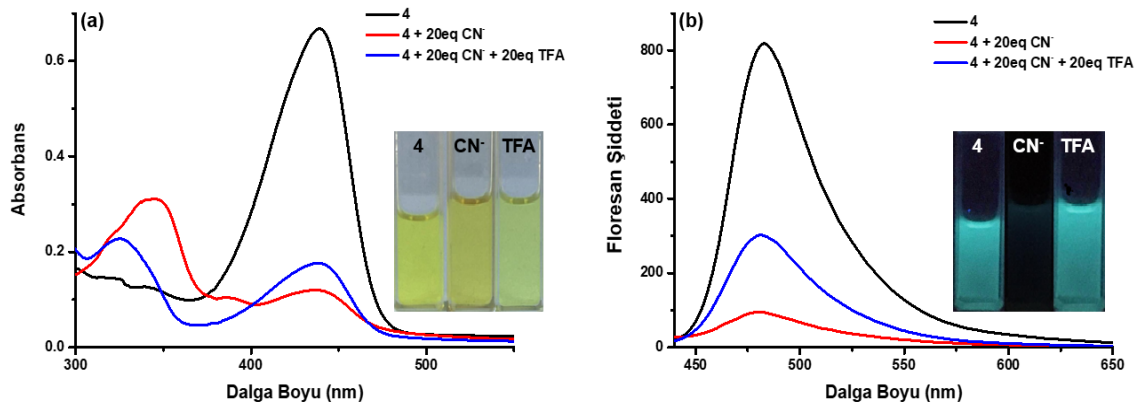 (a)
4
4 + 20eq CN⁻
4 + 20eq CN⁻ + 20eq TFA
Absorbans
0.6
0.4
0.2
0.0
4 CN⁻ TFA
300 400 500
Dalga Boyu (nm)
(b)
4
4 + 20eq CN⁻
4 + 20eq CN⁻ + 20eq TFA
Floresan Şiddeti
800
600
400
200
0
4 CN⁻ TFA
450 500 550 600 650
Dalga Boyu (nm)